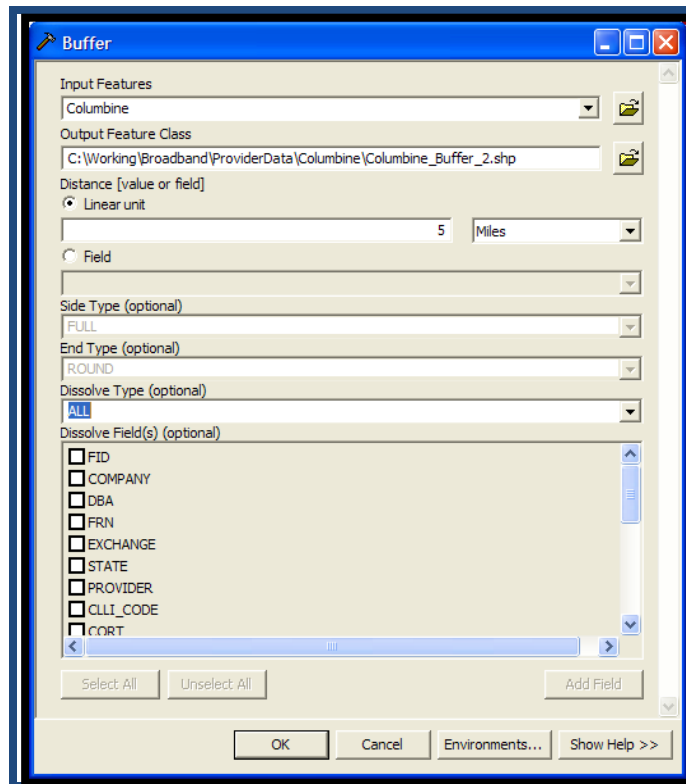 Buffer
Input Features
Columbine
Output Feature Class
C:\Working\Broadband\ProviderData\Columbine\Columbine_Buffer_2.shp
Distance [value or field]
Linear unit
5 Miles
Field
Side Type (optional)
FULL
End Type (optional)
ROUND
Dissolve Type (optional)
ALL
Dissolve Field(s) (optional)
FID
COMPANY
DBA
FRN
EXCHANGE
STATE
PROVIDER
CLLI_CODE
CORT
Select All Unselect All Add Field
OK Cancel Environments... Show Help >>